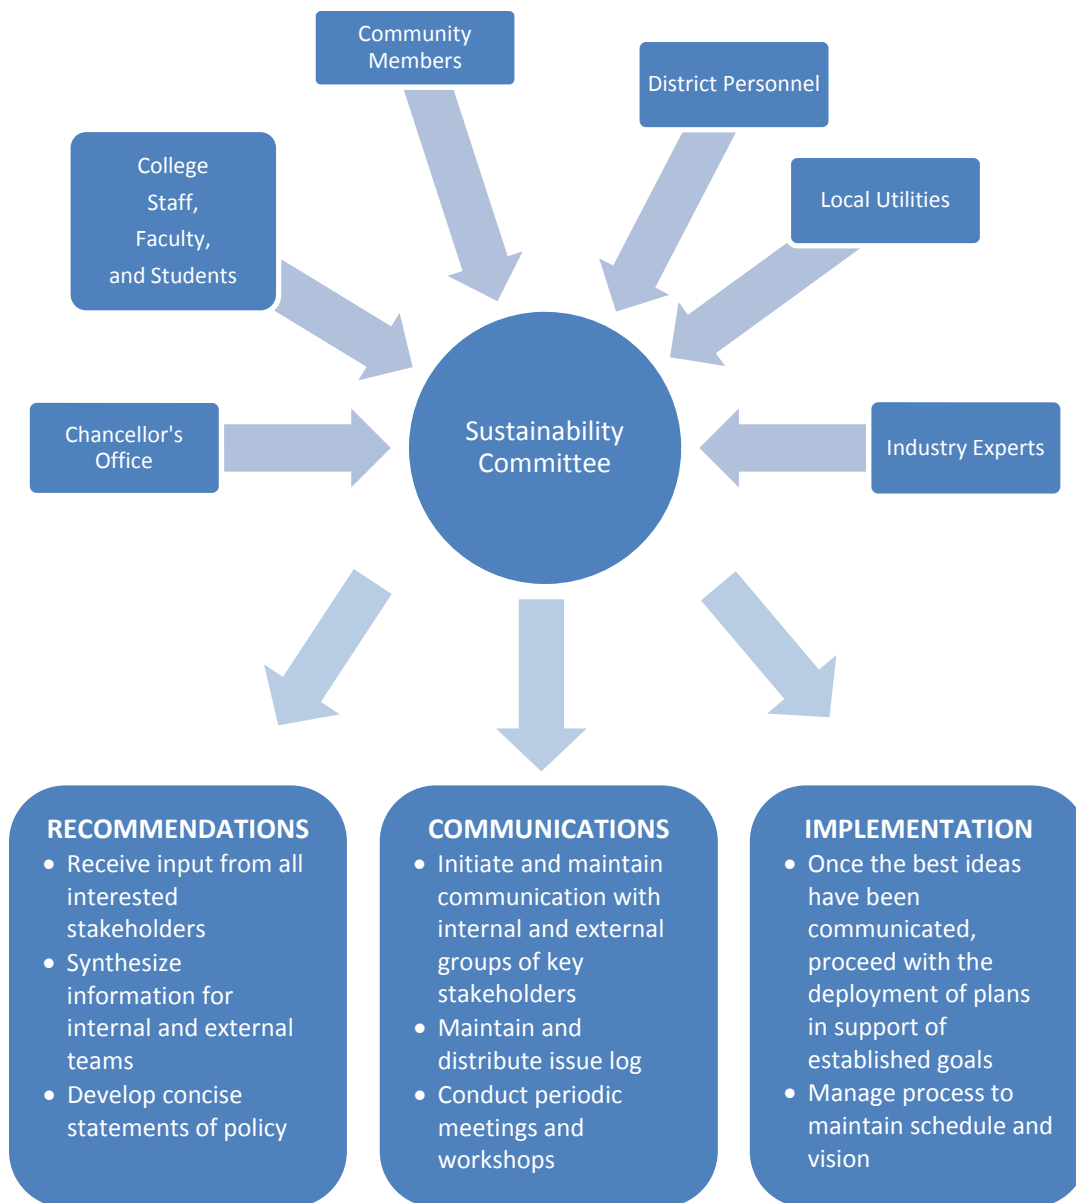 Community
Members
District Personnel
College
Staff,
Faculty,
and Students
Local Utilities
Chancellor's
Office
Sustainability
Committee
Industry Experts
RECOMMENDATIONS
• Receive input from all
interested
stakeholders
• Synthesize
information for
internal and external
teams
• Develop concise
statements of policy
COMMUNICATIONS
• Initiate and maintain
communication with
internal and external
groups of key
stakeholders
• Maintain and
distribute issue log
• Conduct periodic
meetings and
workshops
IMPLEMENTATION
• Once the best ideas
have been
communicated,
proceed with the
deployment of plans
in support of
established goals
• Manage process to
maintain schedule and
vision